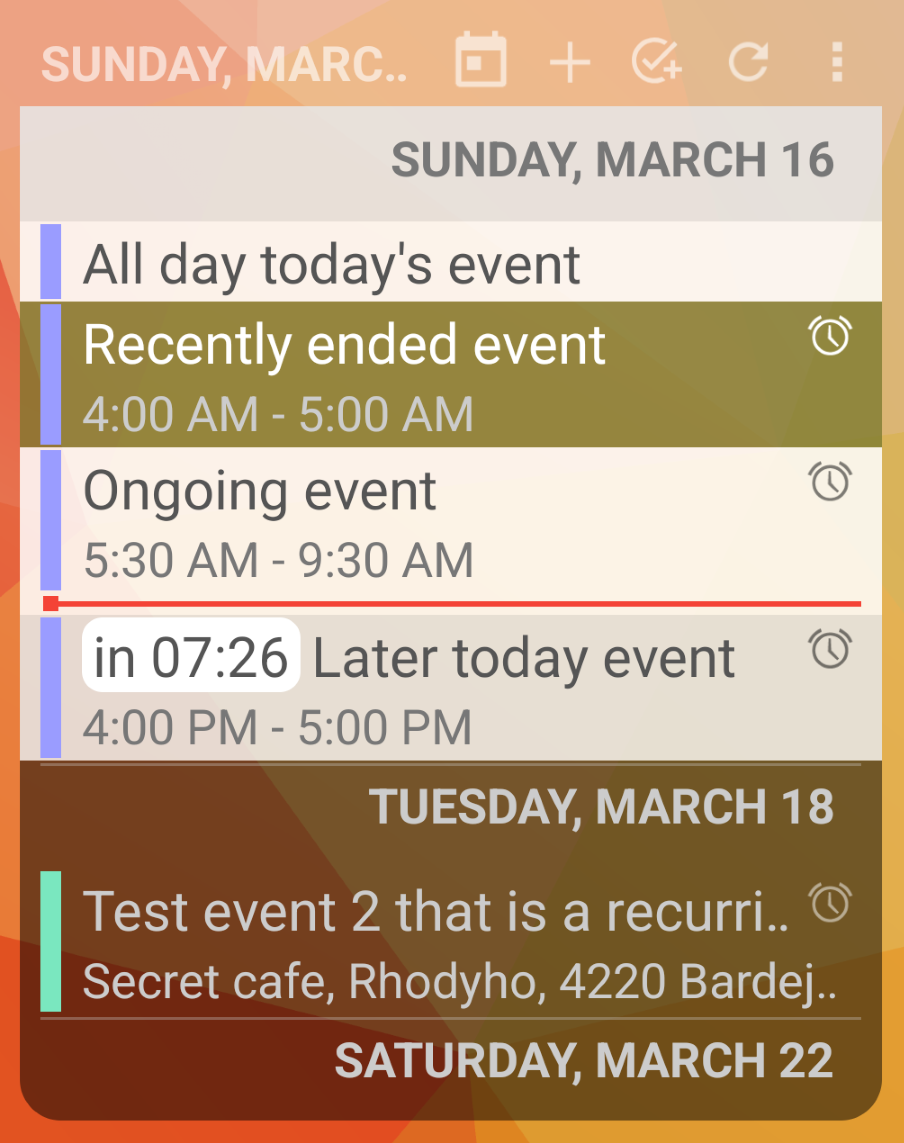 SUNDAY, MARC..
SUNDAY, MARCH 16
All day today's event
Recently ended event
4:00 AM - 5:00 AM
Ongoing event
5:30 AM - 9:30 AM
in 07:26 Later today event
4:00 PM - 5:00 PM
TUESDAY, MARCH 18
Test event 2 that is a recurri..
Secret cafe, Rhodyho, 4220 Bardej..
SATURDAY, MARCH 22